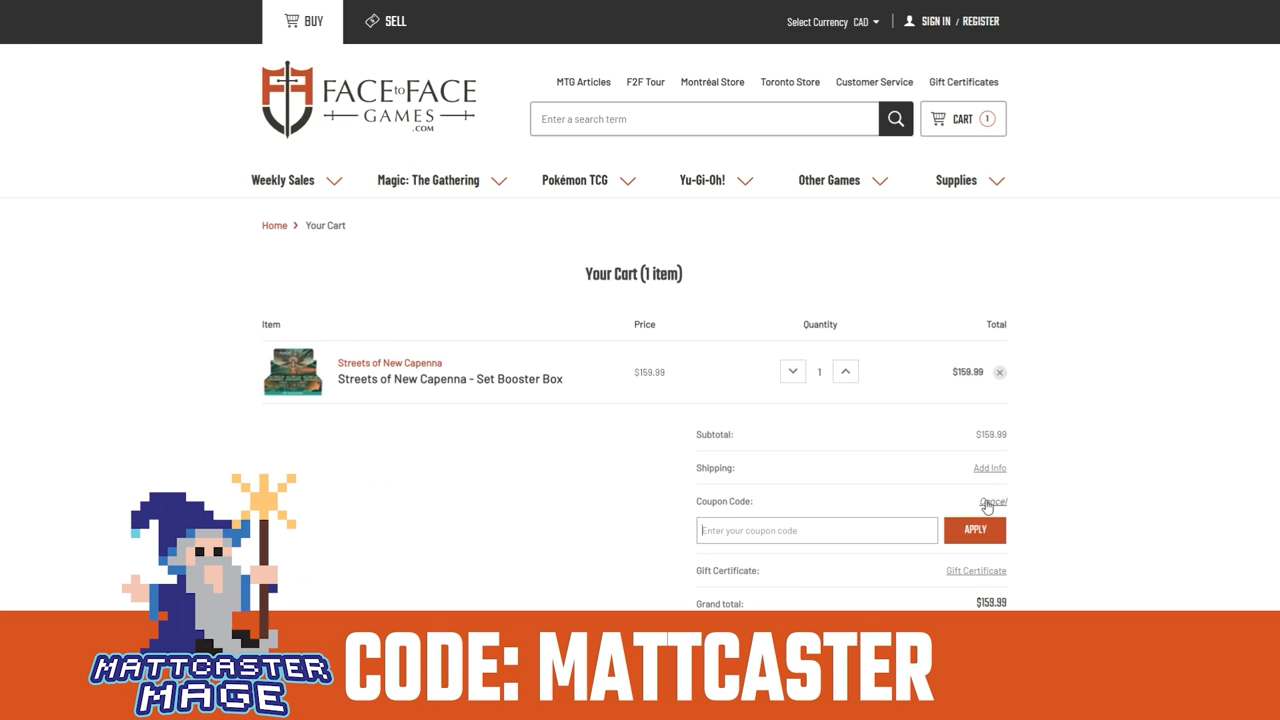 BUY
SELL
Select Currency CAD
SIGN IN / REGISTER
FACE to FACE
GAMES
.COM
MTG Articles
F2F Tour
Montréal Store
Toronto Store
Customer Service
Gift Certificates
Enter a search term
CART 1
Weekly Sales
Magic: The Gathering
Pokémon TCG
Yu-Gi-Oh!
Other Games
Supplies
Home > Your Cart
Your Cart (1 item)
Item
Price
Quantity
Total
Streets of New Capenna
Streets of New Capenna - Set Booster Box
$159.99
1
$159.99
Subtotal:
$159.99
Shipping:
Add Info
Coupon Code:
Cancel
Enter your coupon code
APPLY
Gift Certificate:
Gift Certificate
Grand total:
$159.99
MATTCASTER
MAGE
CODE: MATTCASTER